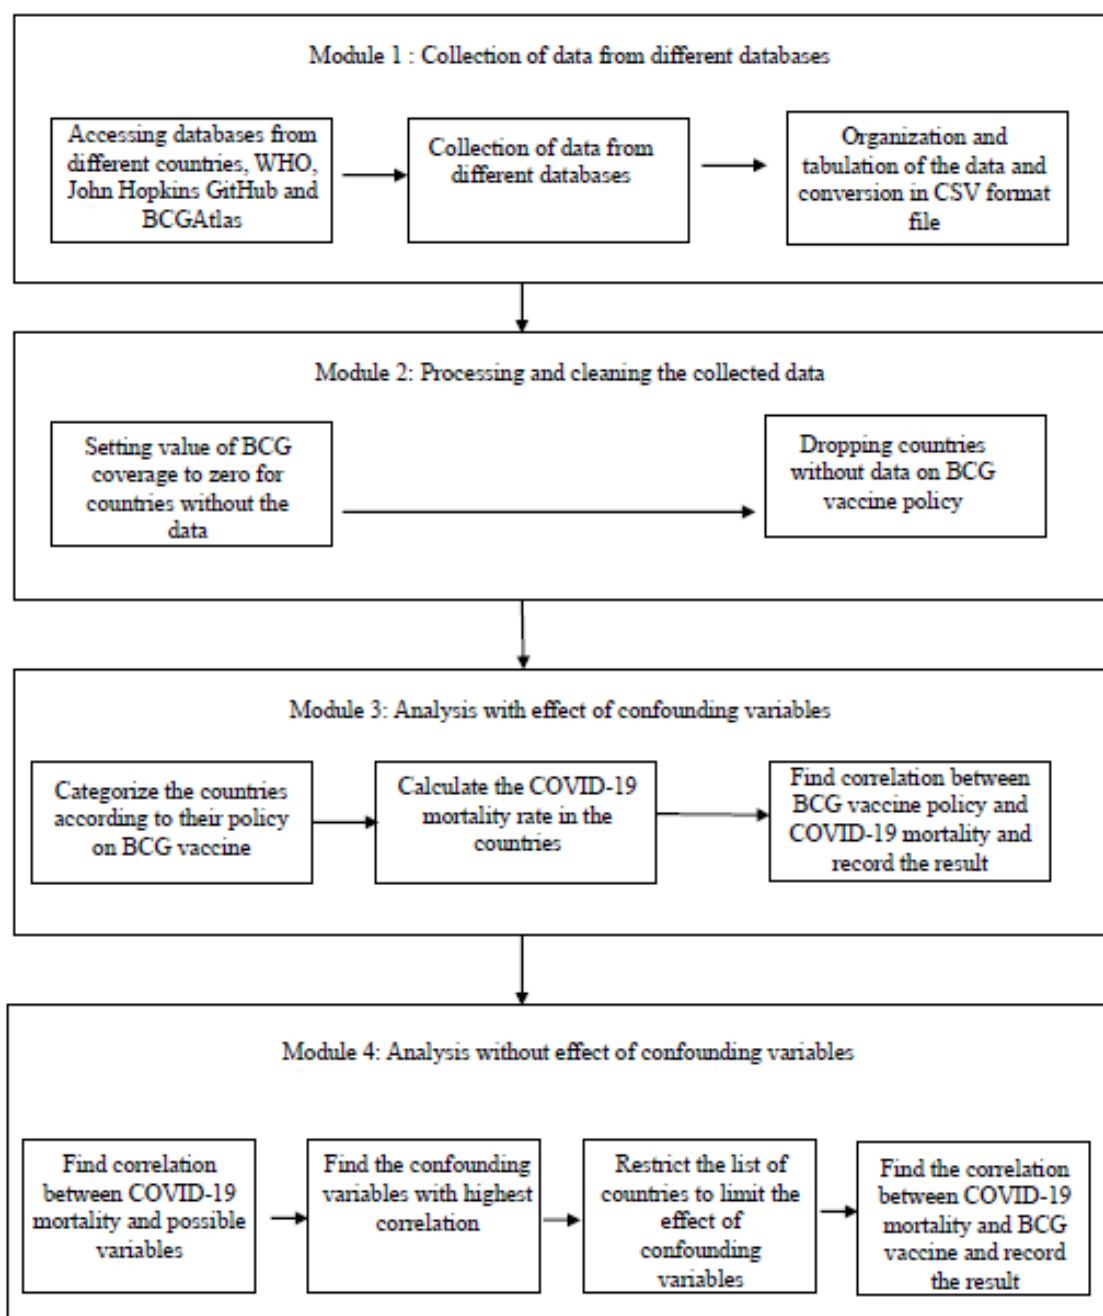 Module 1 : Collection of data from different databases
Accessing databases from
different countries, WHO,
John Hopkins GitHub and
BCGAtlas
Collection of data from
different databases
Organization and
tabulation of the data and
conversion in CSV format
file
Module 2: Processing and cleaning the collected data
Setting value of BCG
coverage to zero for
countries without the
data
Dropping countries
without data on BCG
vaccine policy
Module 3: Analysis with effect of confounding variables
Categorize the countries
according to their policy
on BCG vaccine
Calculate the COVID-19
mortality rate in the
countries
Find correlation between
BCG vaccine policy and
COVID-19 mortality and
record the result
Module 4: Analysis without effect of confounding variables
Find correlation
between COVID-19
mortality and possible
variables
Find the confounding
variables with highest
correlation
Restrict the list of
countries to limit the
effect of
confounding
variables
Find the correlation
between COVID-19
mortality and BCG
vaccine and record
the result